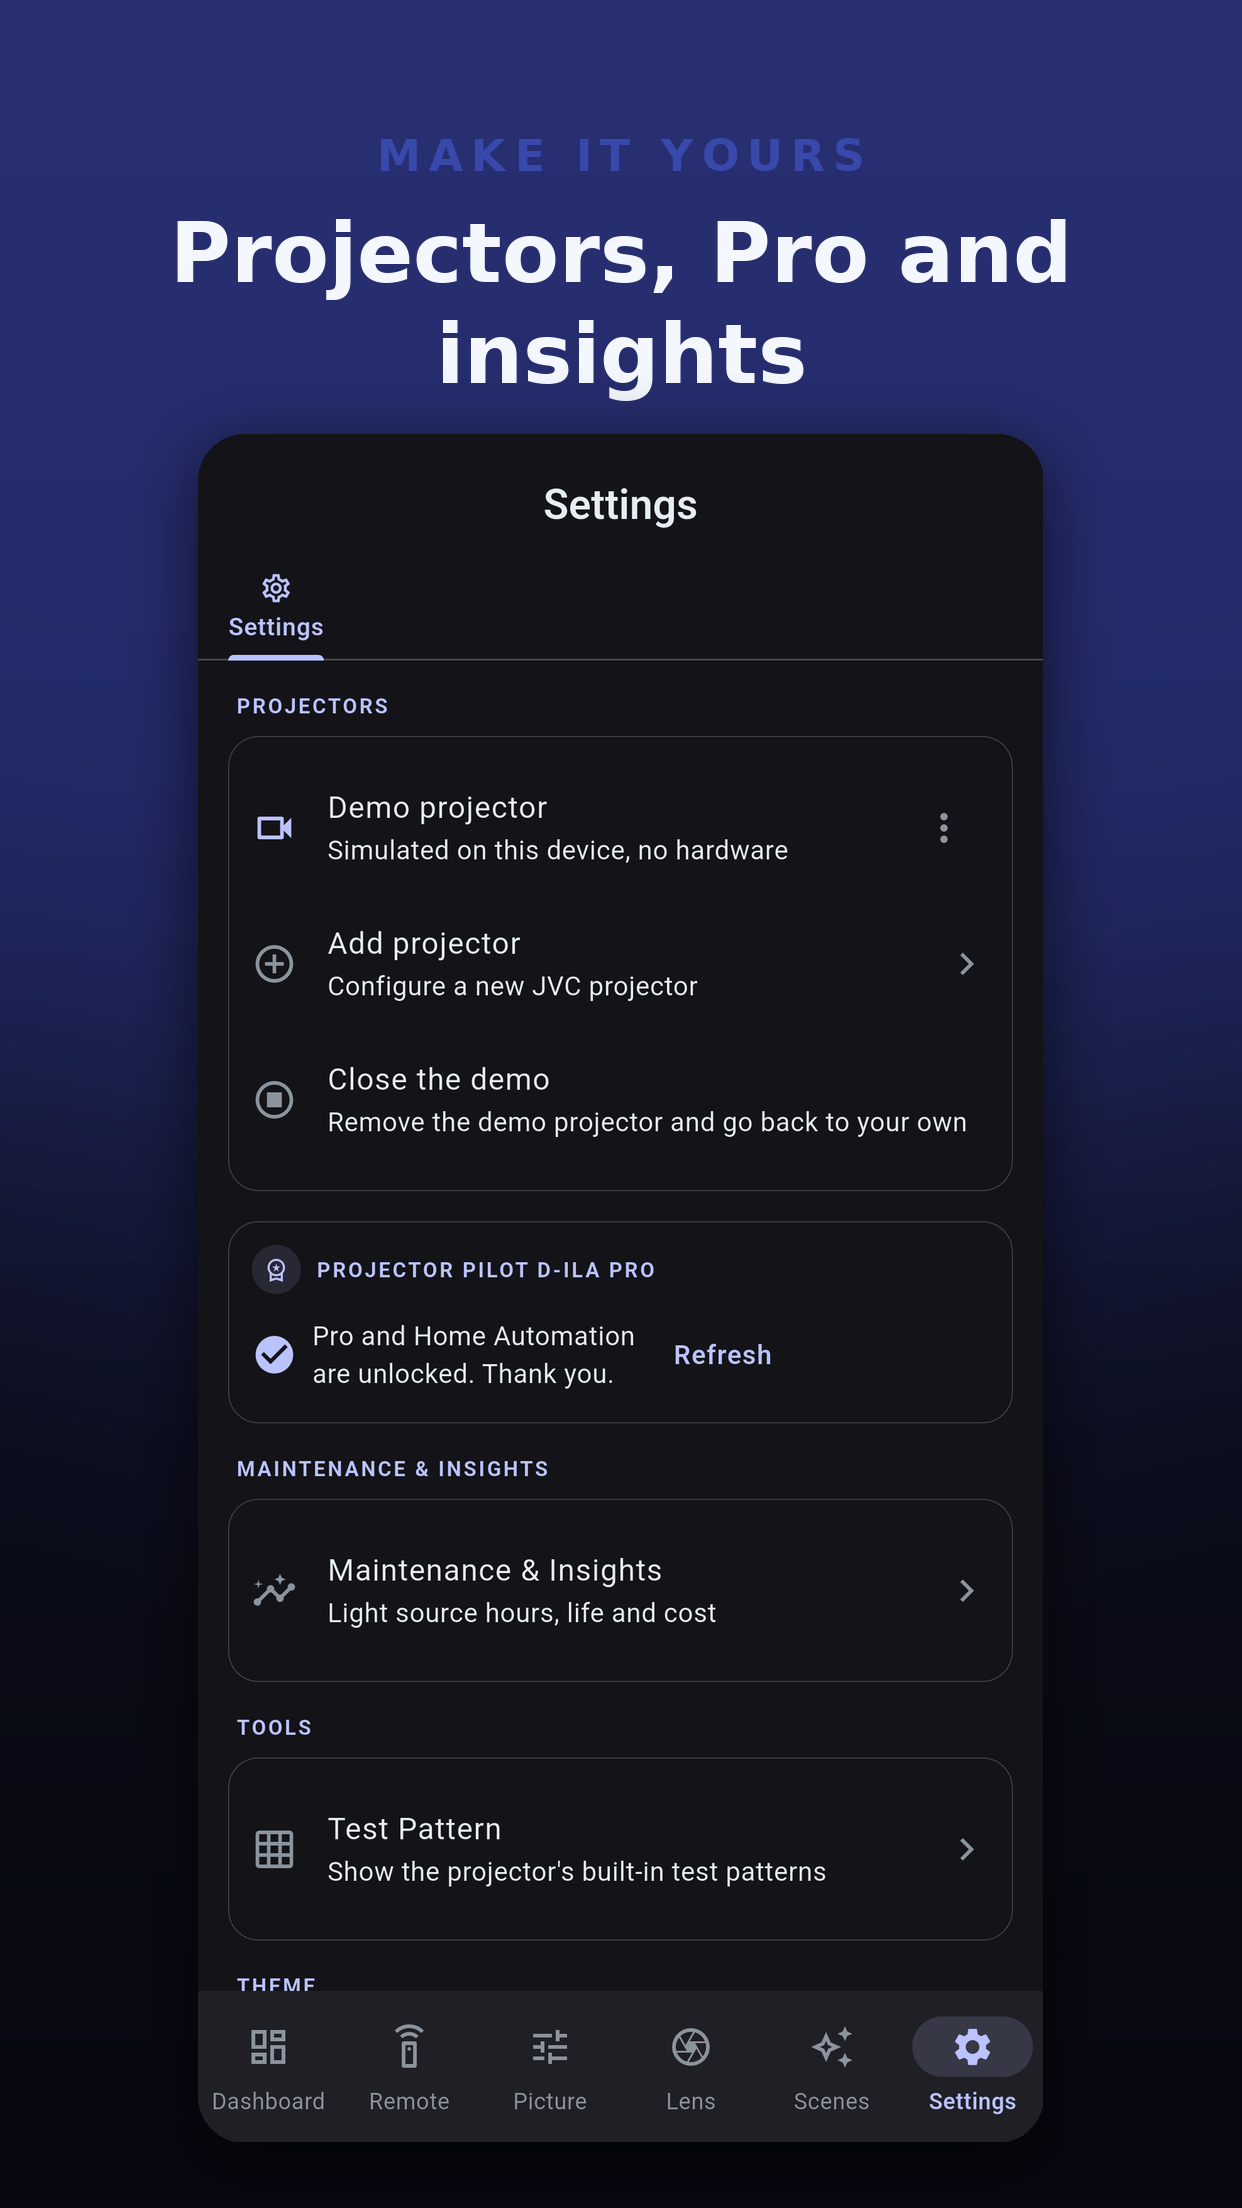 MAKE IT YOURS
Projectors, Pro and
insights
Settings
Settings
PROJECTORS
Demo projector
Simulated on this device, no hardware
Add projector
Configure a new JVC projector
Close the demo
Remove the demo projector and go back to your own
PROJECTOR PILOT D-ILA PRO
Pro and Home Automation
are unlocked. Thank you.
Refresh
MAINTENANCE & INSIGHTS
Maintenance & Insights
Light source hours, life and cost
TOOLS
Test Pattern
Show the projector's built-in test patterns
THEME
Dashboard
Remote
Picture
Lens
Scenes
Settings